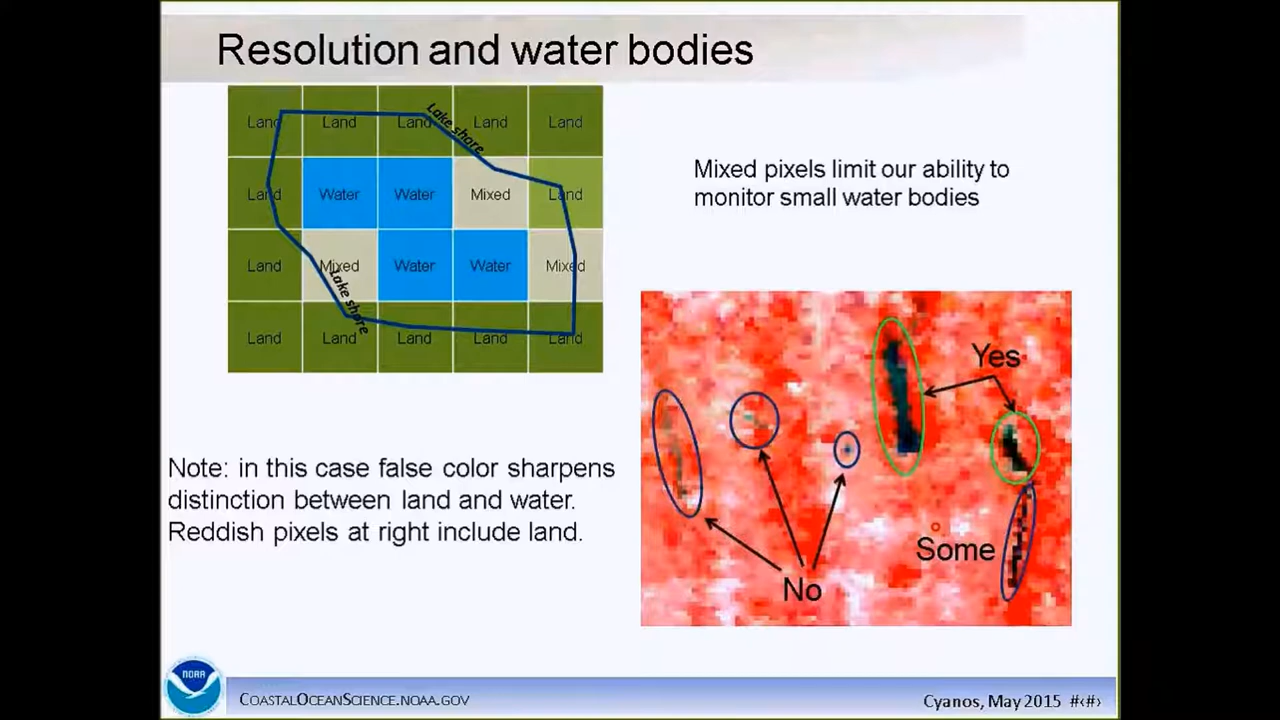 Resolution and water bodies
Land Land Land Land Land
Lake shore
Land Water Water Mixed Land
Land Mixed Water Water Mixed
Lake shore
Land Land Land Land Land
Mixed pixels limit our ability to
monitor small water bodies
Yes
Some
No
Note: in this case false color sharpens
distinction between land and water.
Reddish pixels at right include land.
NOAA
COASTALOCEANSCIENCE.NOAA.GOV
Cyanos, May 2015 #‹#›